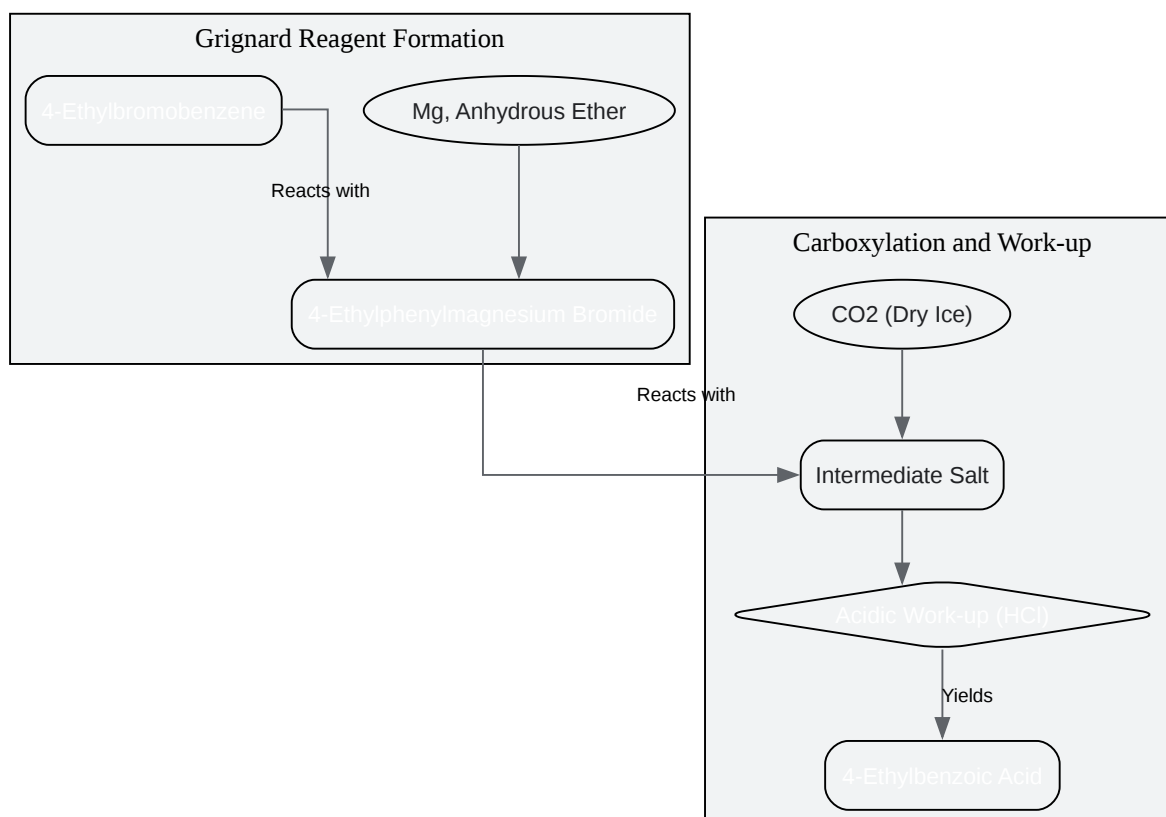 Grignard Reagent Formation
4-Ethylbromobenzene
Mg, Anhydrous Ether
Reacts with
4-Ethylphenylmagnesium Bromide
Carboxylation and Work-up
CO2 (Dry Ice)
Reacts with
Intermediate Salt
Acidic Work-up (HCl)
Yields
4-Ethylbenzoic Acid